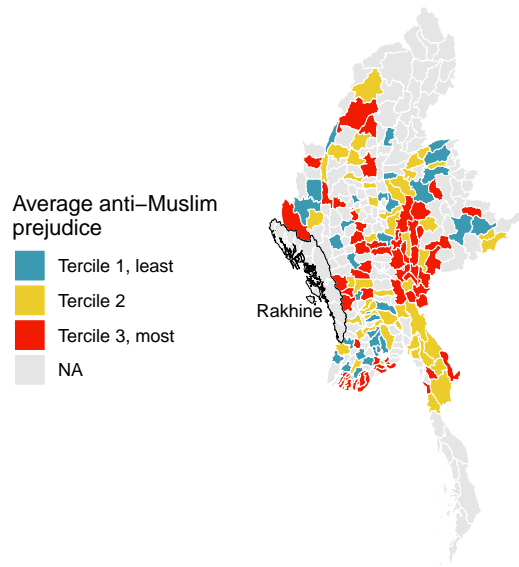 Average anti−Muslim
prejudice
Tercile 1, least
Tercile 2
Tercile 3, most
NA
Rakhine